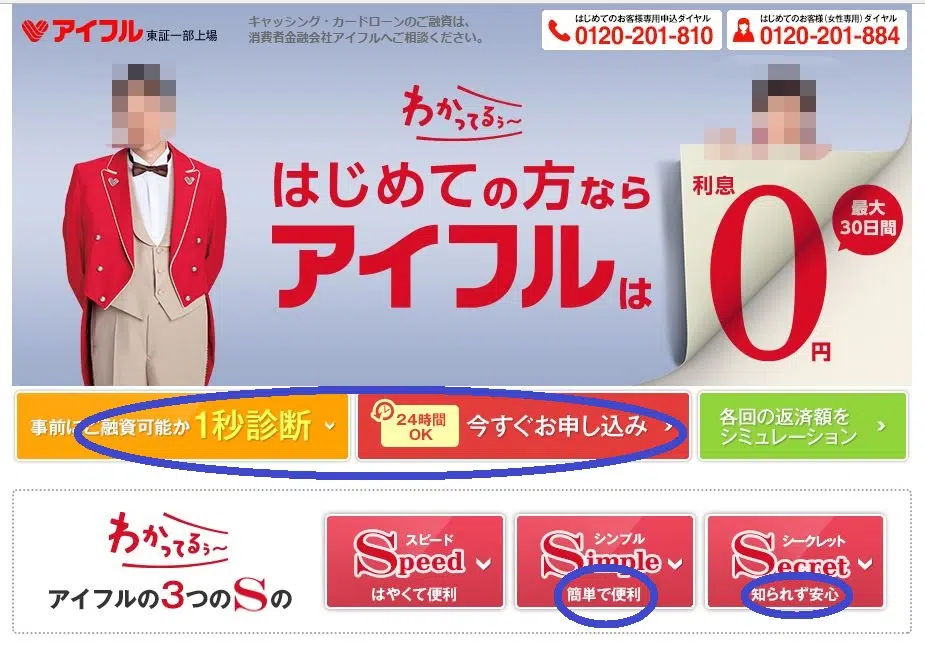 アイフル 東証一部上場
キャッシング・カードローンのご融資は、
消費者金融会社アイフルへご相談ください。
はじめてのお客様専用申込ダイヤル
0120-201-810
はじめてのお客様(女性専用)ダイヤル
0120-201-884
わかってるぅ〜
はじめての方なら
アイフルは
利息
0円
最大
30日間
事前にご融資可能か 1秒診断
24時間
OK
今すぐお申し込み
各回の返済額を
シミュレーション
わかってるぅ〜
アイフルの3つのSの
スピード
Speed
はやくて便利
シンプル
Simple
簡単で便利
シークレット
Secret
知られず安心